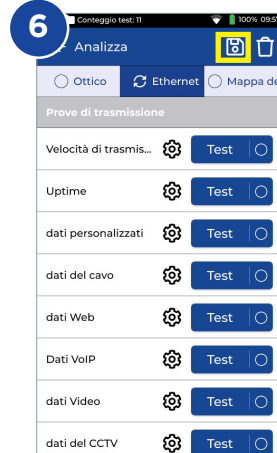 6
Conteggio test: 11
100% 09:5
Analizza
Ottico
Ethernet
Mappa de
Prove di trasmissione
Velocità di trasmis...
Test
Uptime
Test
dati personalizzati
Test
dati del cavo
Test
dati Web
Test
Dati VoIP
Test
dati Video
Test
dati del CCTV
Test